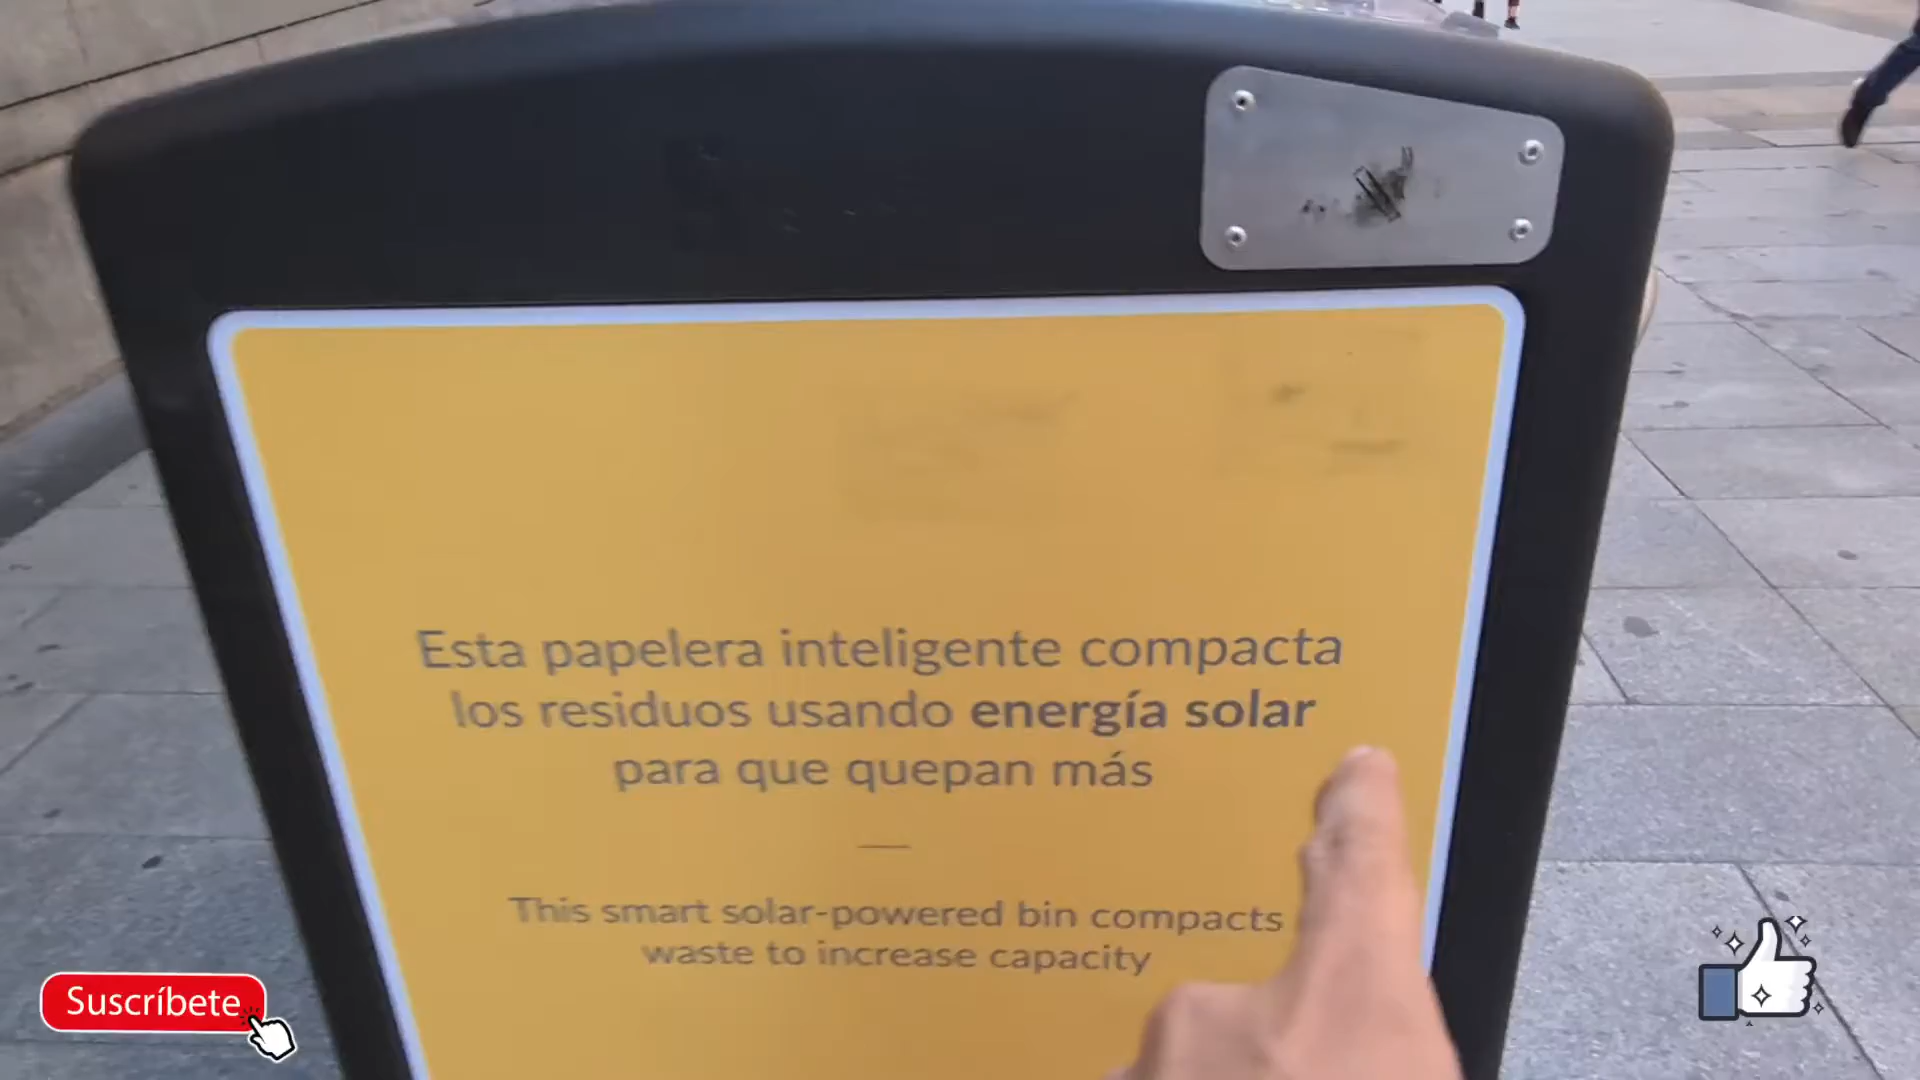 Esta papelera inteligente compacta
los residuos usando energía solar
para que quepan más
This smart solar-powered bin compacts
waste to increase capacity
Suscríbete